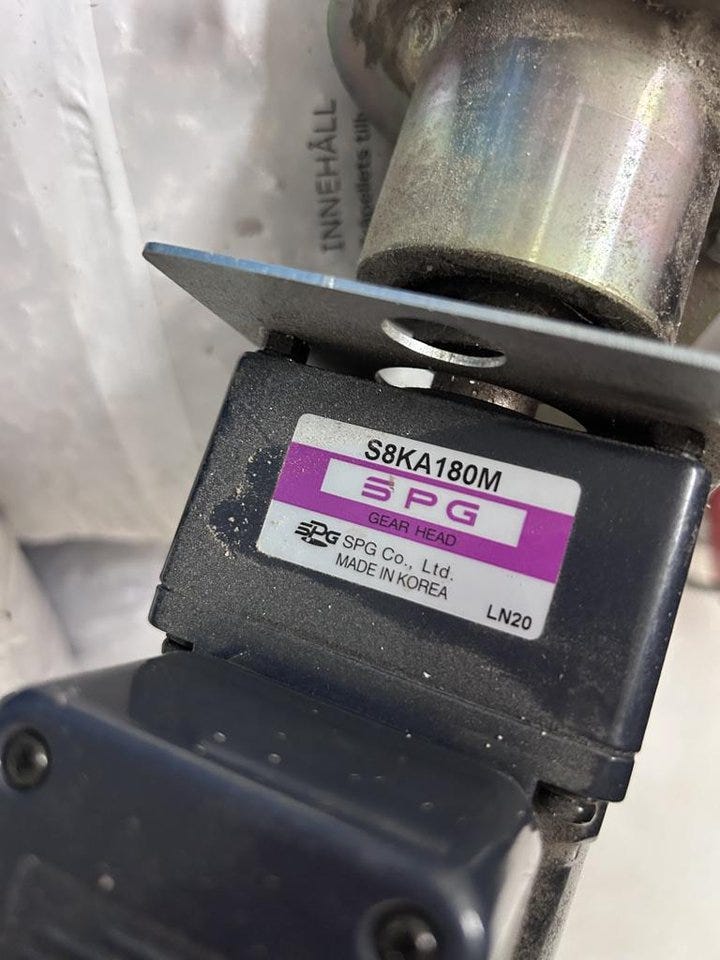 INNEHÅLL
S8KA180M
SPG
GEAR HEAD
SPG SPG Co., Ltd.
MADE IN KOREA
LN20